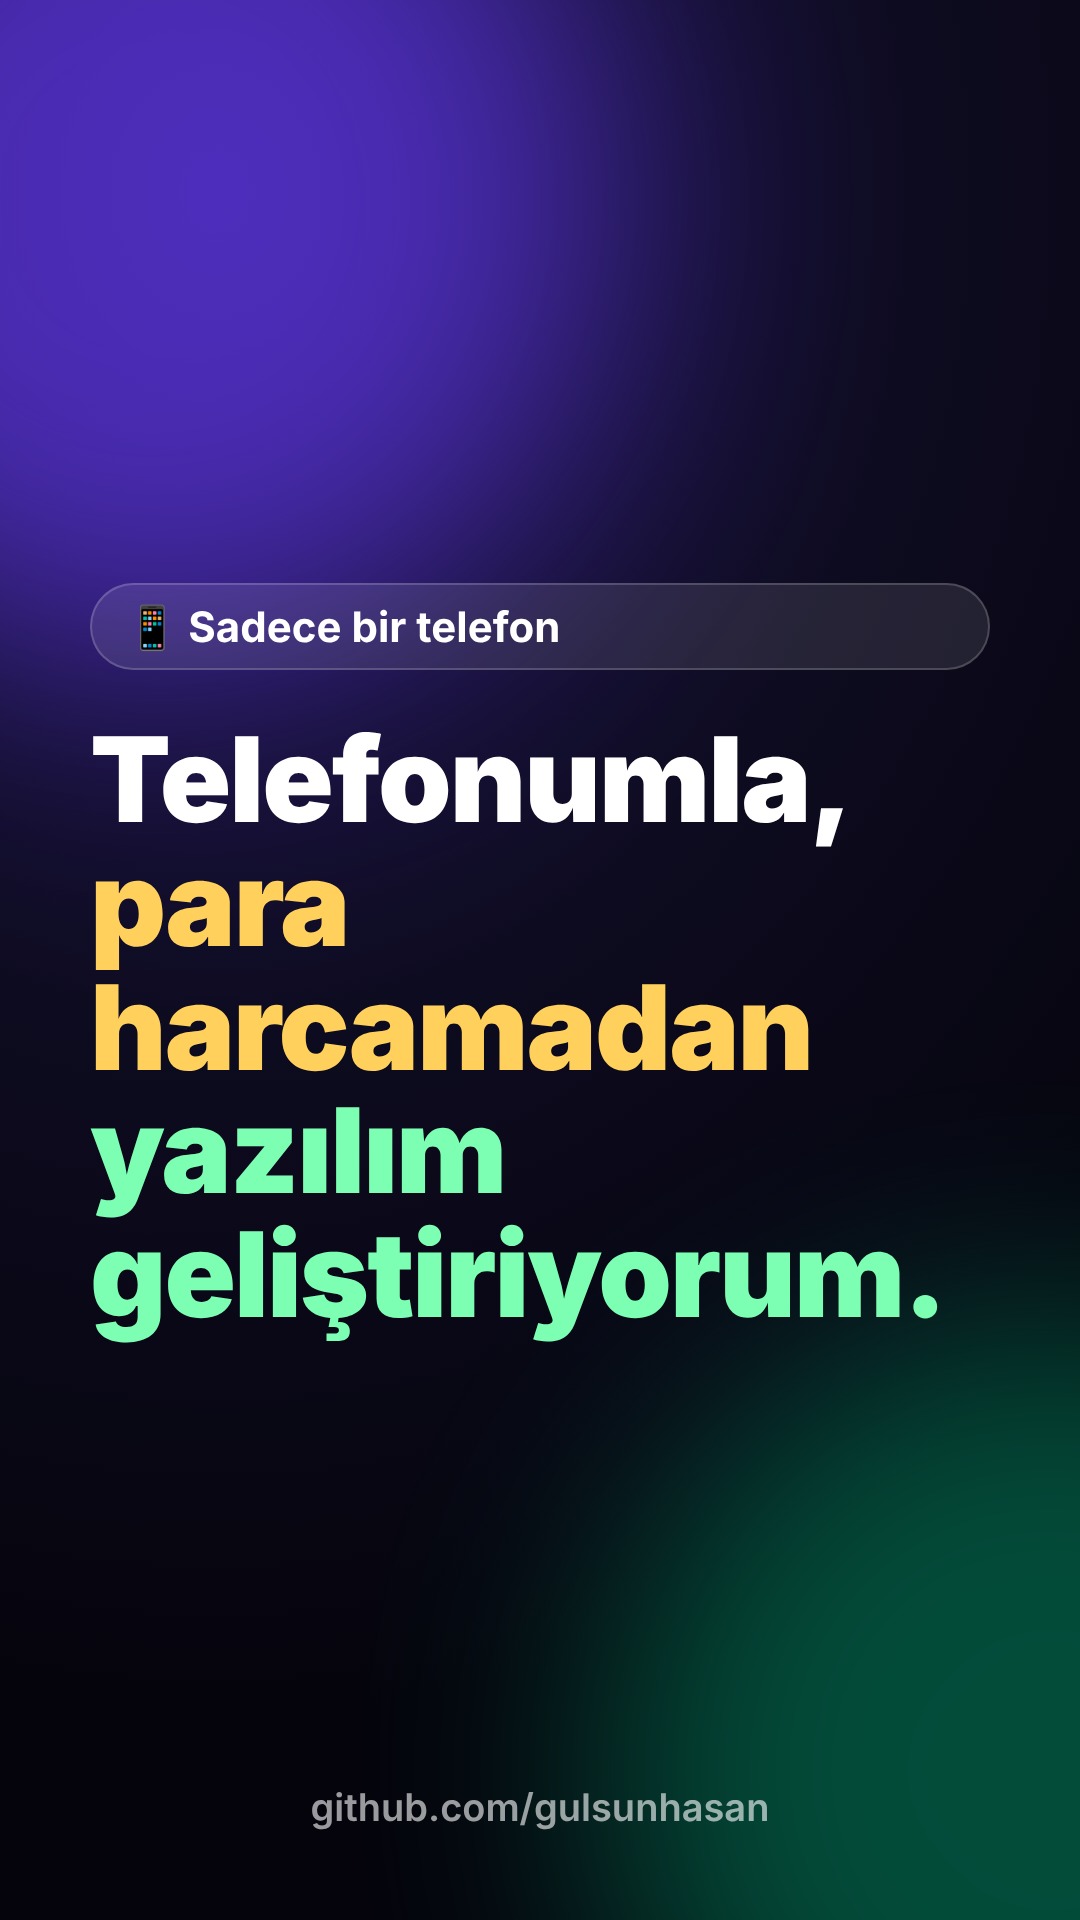 📱 Sadece bir telefon
Telefonumla,
para
harcamadan
yazılım
geliştiriyorum.
github.com/gulsunhasan